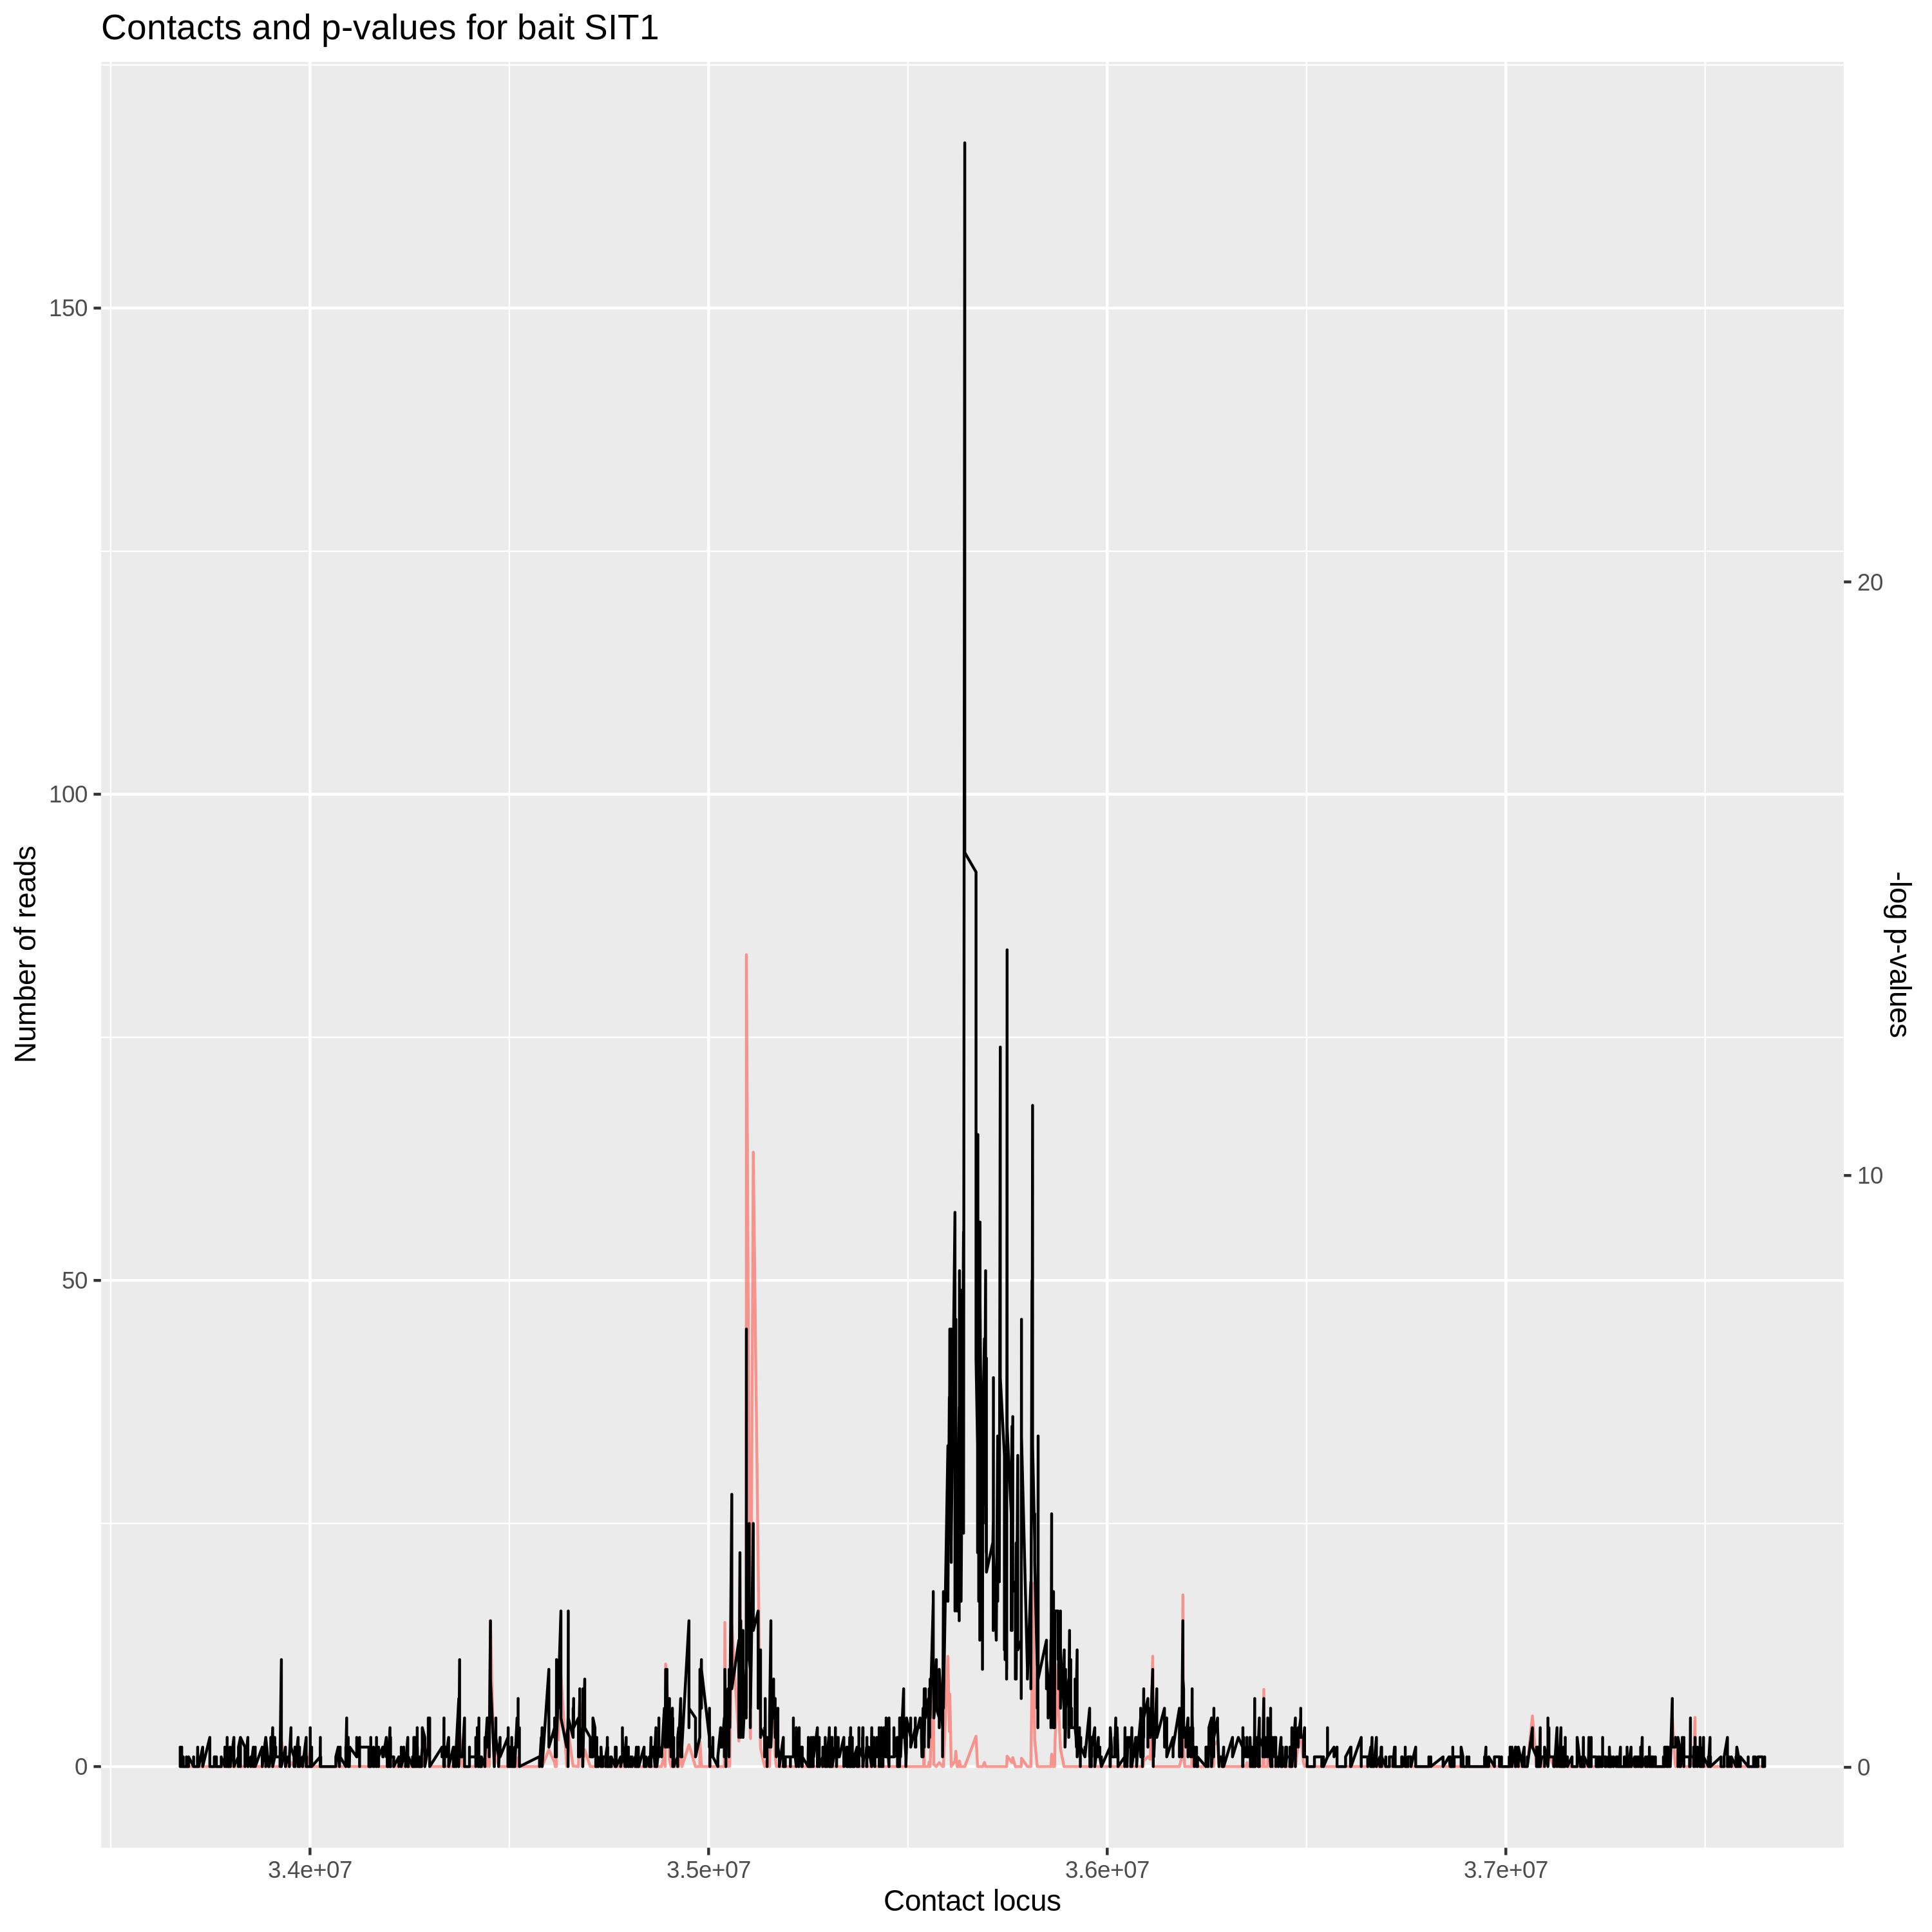 Contacts and p-values for bait SIT1
150
100
50
0
Number of reads
20
10
0
-log p-values
3.4e+07 3.5e+07 3.6e+07 3.7e+07
Contact locus